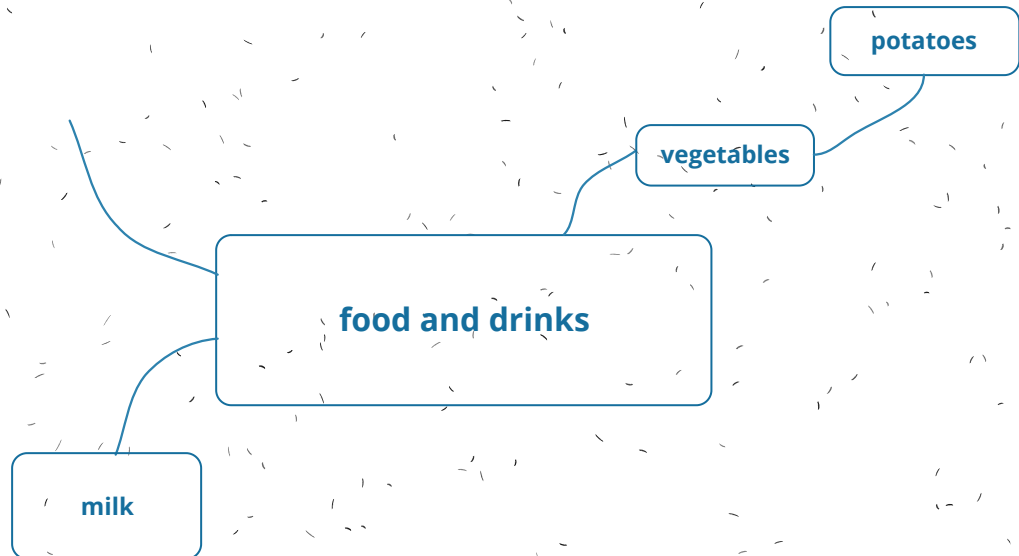 potatoes
vegetables
food and drinks
milk